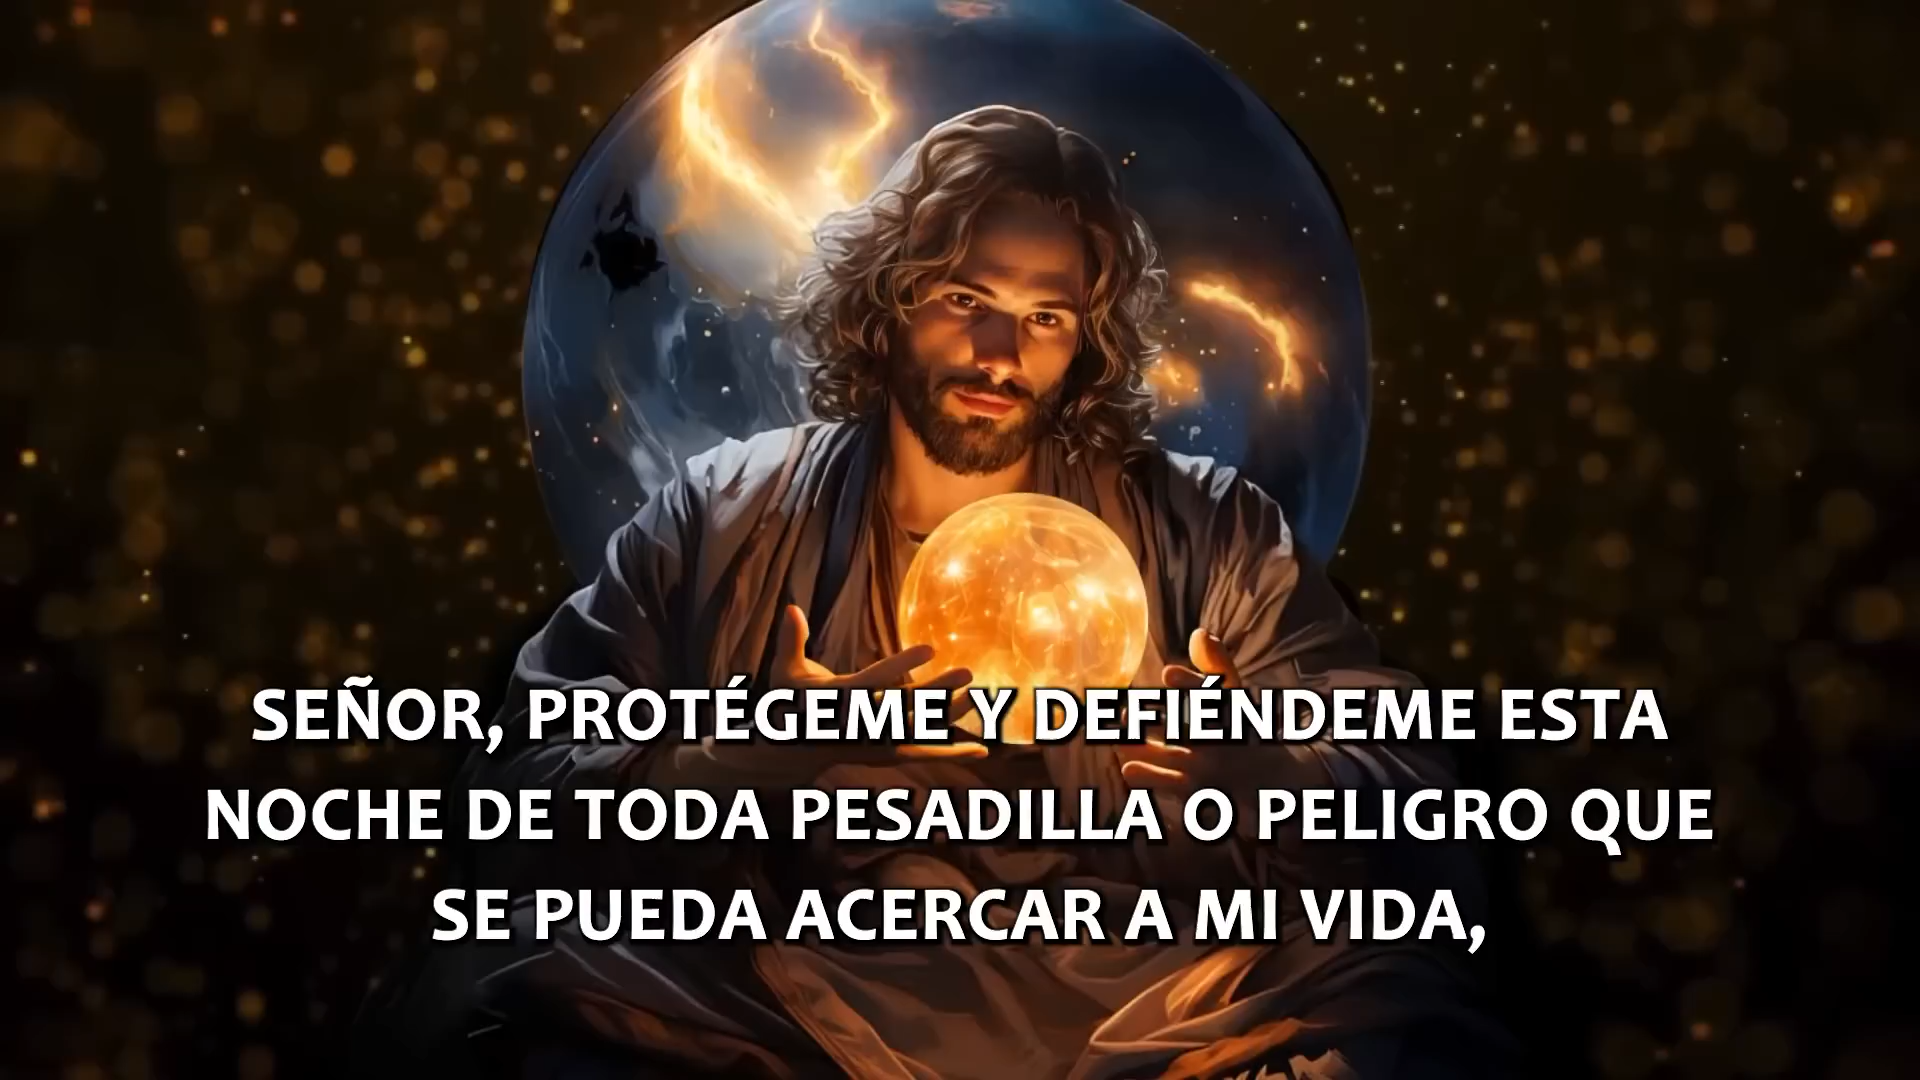 SEÑOR, PROTÉGEME Y DEFIÉNDEME ESTA
NOCHE DE TODA PESADILLA O PELIGRO QUE
SE PUEDA ACERCAR A MI VIDA,